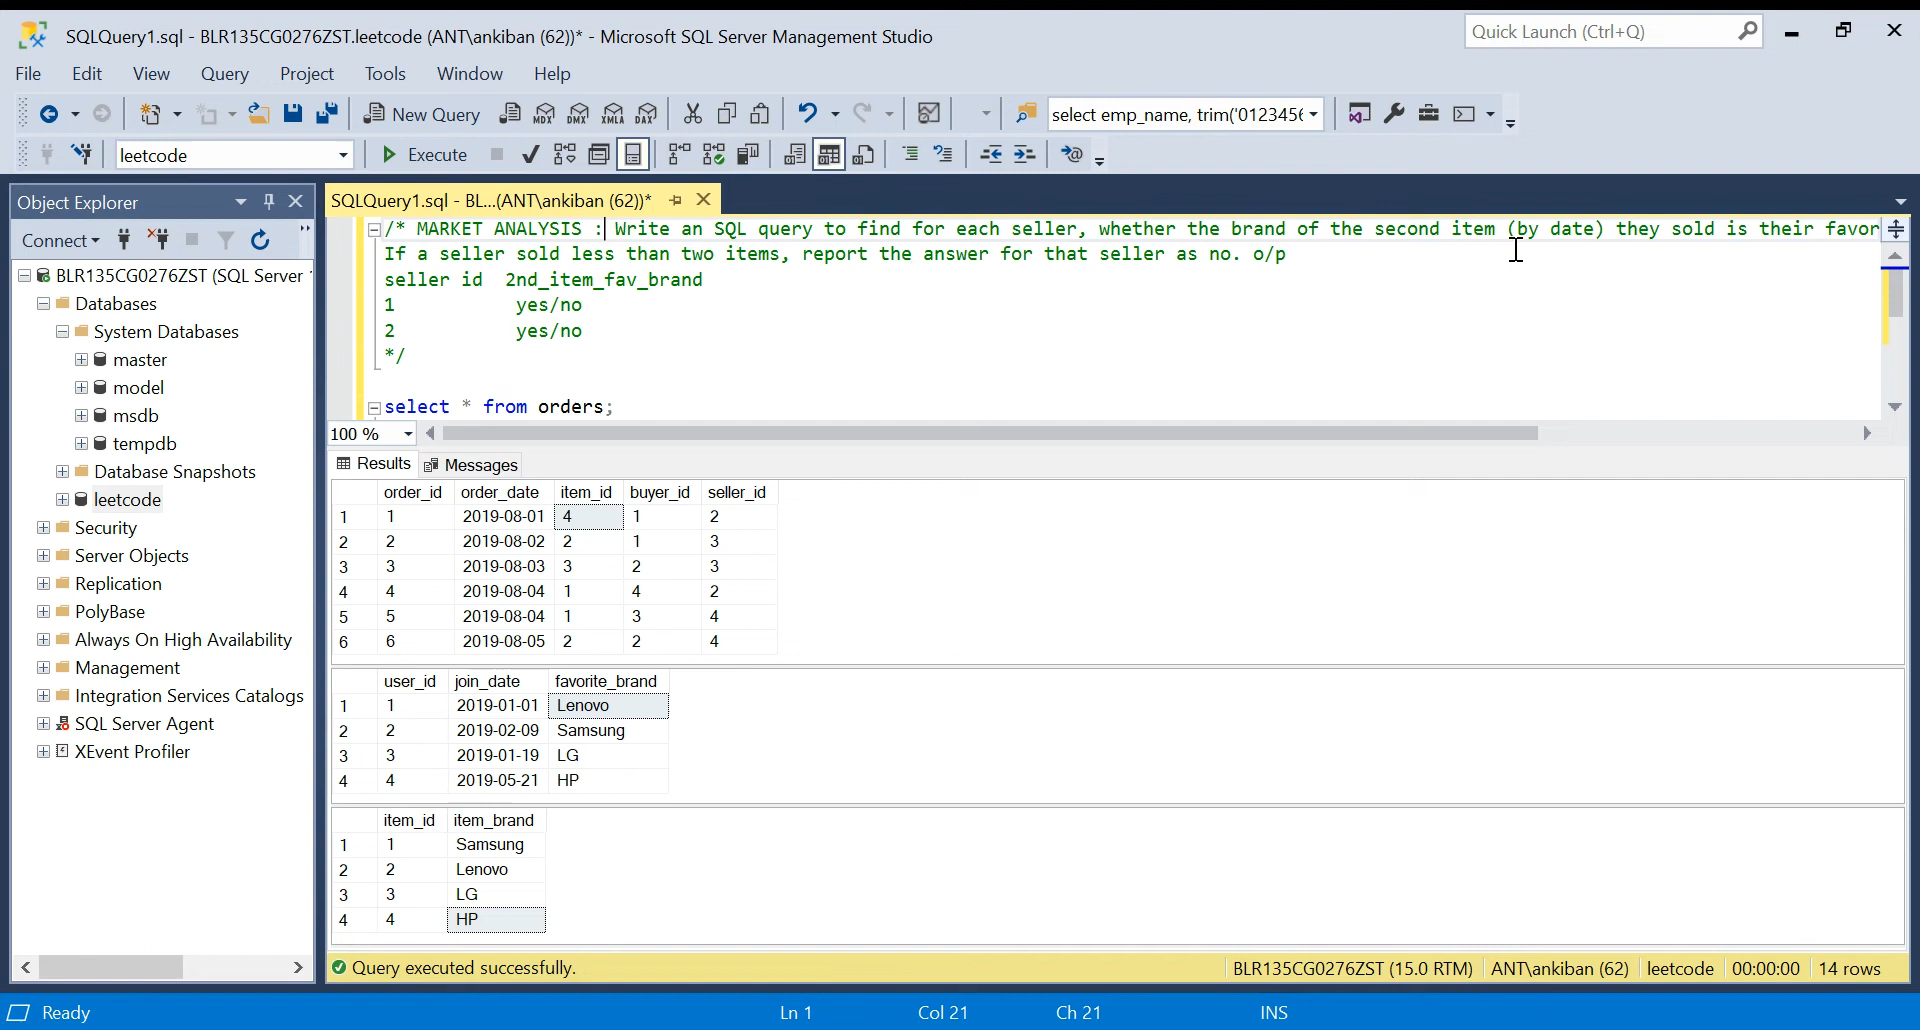 SQLQuery1.sql - BLR135CG0276ZST.leetcode (ANT\ankiban (62))* - Microsoft SQL Server Management Studio
Quick Launch (Ctrl+Q)
File Edit View Query Project Tools Window Help
New Query MDX DMX XMLA DAX select emp_name, trim('0123456
leetcode Execute
Object Explorer
SQLQuery1.sql - BL...(ANT\ankiban (62))*
Connect
BLR135CG0276ZST (SQL Server
Databases
System Databases
master
model
msdb
tempdb
Database Snapshots
leetcode
Security
Server Objects
Replication
PolyBase
Always On High Availability
Management
Integration Services Catalogs
SQL Server Agent
XEvent Profiler
/* MARKET ANALYSIS : Write an SQL query to find for each seller, whether the brand of the second item (by date) they sold is their favor
If a seller sold less than two items, report the answer for that seller as no. o/p
seller id 2nd_item_fav_brand
1 yes/no
2 yes/no
*/
select * from orders;
100 %
Results Messages
order_id order_date item_id buyer_id seller_id
1 1 2019-08-01 4 1 2
2 2 2019-08-02 2 1 3
3 3 2019-08-03 3 2 3
4 4 2019-08-04 1 4 2
5 5 2019-08-04 1 3 4
6 6 2019-08-05 2 2 4
user_id join_date favorite_brand
1 1 2019-01-01 Lenovo
2 2 2019-02-09 Samsung
3 3 2019-01-19 LG
4 4 2019-05-21 HP
item_id item_brand
1 1 Samsung
2 2 Lenovo
3 3 LG
4 4 HP
Query executed successfully. BLR135CG0276ZST (15.0 RTM) ANT\ankiban (62) leetcode 00:00:00 14 rows
Ready Ln 1 Col 21 Ch 21 INS